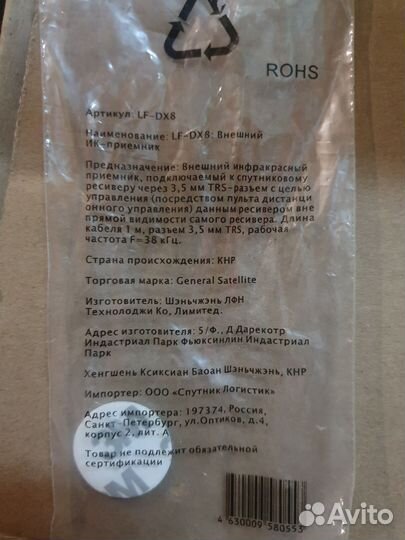 ROHS
Артикул: LF-DX8
Наименование: LF-DX8: Внешний
ИК-приемник
Предназначение: Внешний инфракрасный
приемник, подключаемый к спутниковому
ресиверу через 3,5 мм TRS-разъем с целью
управления (посредством пульта дистанци
онного управления) данным ресивером вне
прямой видимости самого ресивера. Длина
кабеля 1 м, разъем 3,5 мм TRS, рабочая
частота F=38 кГц.
Страна происхождения: КНР
Торговая марка: General Satellite
Изготовитель: Шэньчжэнь ЛФН
Технолоджи Ко, Лимитед.
Адрес изготовителя: 5/Ф., Д.Дарекотр
Индастриал Парк Фьюксинлин Индастриал
Парк
Хенгшень Ксиксиан Баоан Шэньчжэнь, КНР
Импортер: ООО «Спутник Логистик»
Адрес импортера: 197374, Россия,
Санкт-Петербург, ул.Оптиков, д.4,
корпус 2, лит. А
Товар не подлежит обязательной
сертификации
4 630009 580553
Avito